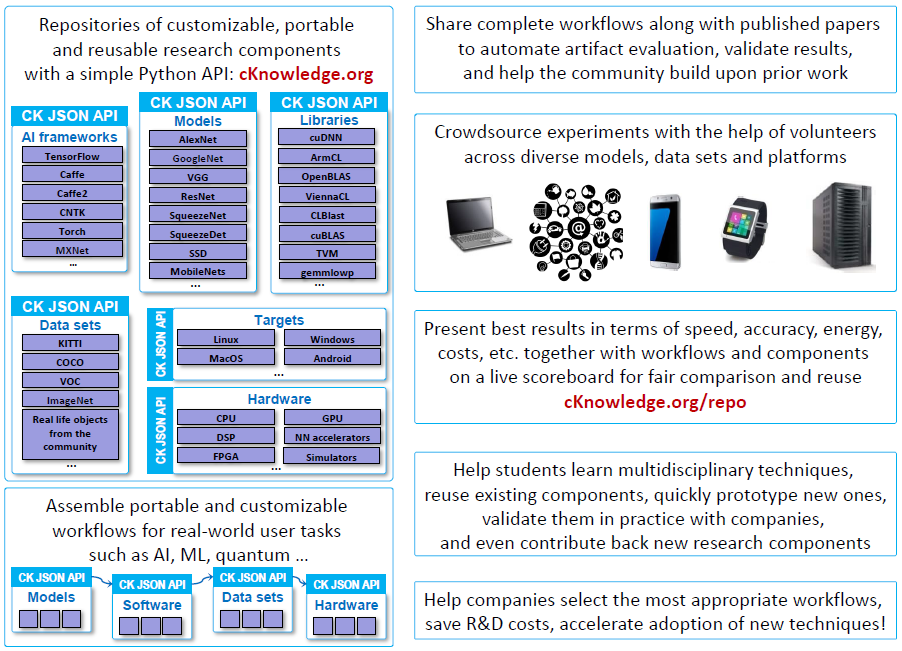 Repositories of customizable, portable
and reusable research components
with a simple Python API: cKnowledge.org
CK JSON API
AI frameworks
TensorFlow
Caffe
Caffe2
CNTK
Torch
MXNet
...
CK JSON API
Models
AlexNet
GoogleNet
VGG
ResNet
SqueezeNet
SqueezeDet
SSD
MobileNets
...
CK JSON API
Libraries
cuDNN
ArmCL
OpenBLAS
ViennaCL
CLBlast
cuBLAS
TVM
gemmlowp
...
CK JSON API
Data sets
KITTI
COCO
VOC
ImageNet
Real life objects
from the
community
...
CK JSON API
Targets
Linux
Windows
MacOS
Android
...
CK JSON API
Hardware
CPU
GPU
DSP
NN accelerators
FPGA
Simulators
...
Assemble portable and customizable
workflows for real-world user tasks
such as AI, ML, quantum ...
CK JSON API
Models
CK JSON API
Software
CK JSON API
Data sets
CK JSON API
Hardware
Share complete workflows along with published papers
to automate artifact evaluation, validate results,
and help the community build upon prior work
Crowdsource experiments with the help of volunteers
across diverse models, data sets and platforms
Present best results in terms of speed, accuracy, energy,
costs, etc. together with workflows and components
on a live scoreboard for fair comparison and reuse
cKnowledge.org/repo
Help students learn multidisciplinary techniques,
reuse existing components, quickly prototype new ones,
validate them in practice with companies,
and even contribute back new research components
Help companies select the most appropriate workflows,
save R&D costs, accelerate adoption of new techniques!